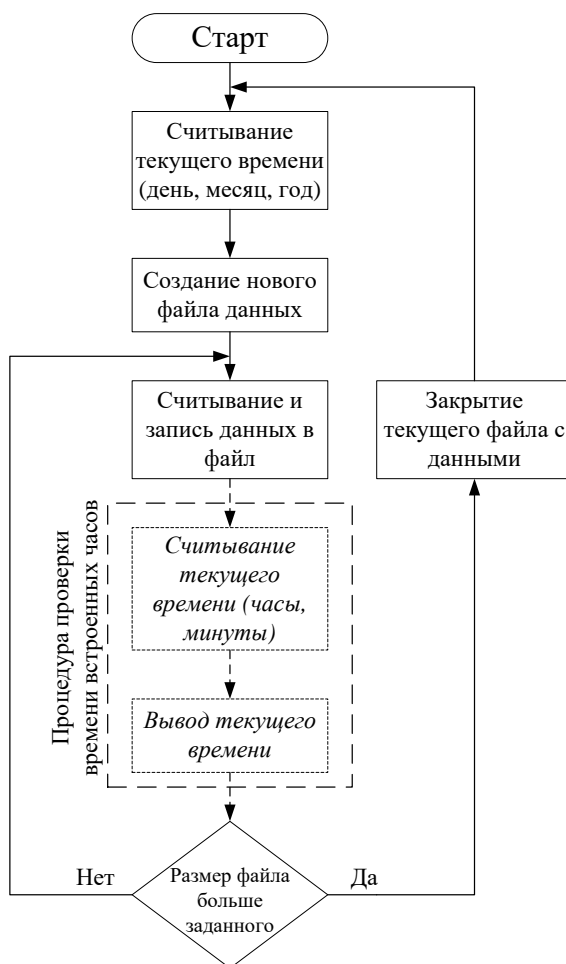 Старт
Считывание
текущего времени
(день, месяц, год)
Создание нового
файла данных
Считывание и
запись данных в
файл
Закрытие
текущего файла с
данными
Процедура проверки
времени встроенных часов
Считывание
текущего
времени (часы,
минуты)
Вывод текущего
времени
Нет
Размер файла
больше
заданного
Да